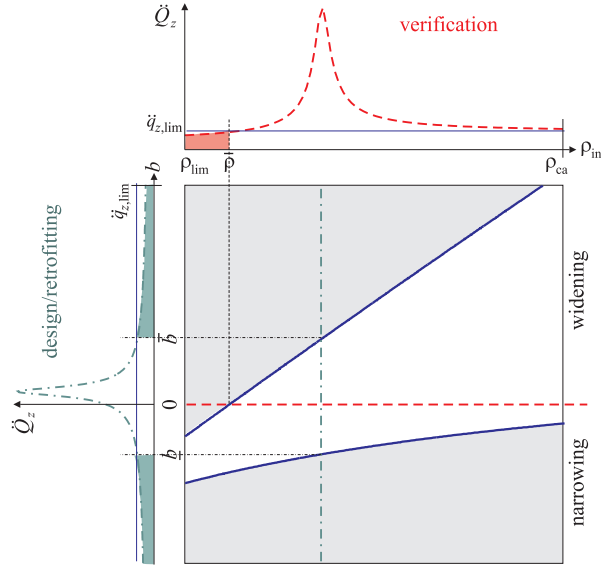 Q̈z
verification
q̈z,lim
ρin
ρlim
ρ̄
ρca
b
q̈z,lim
design/retrofitting
widening
b̄
0
Q̈z
b̲
narrowing